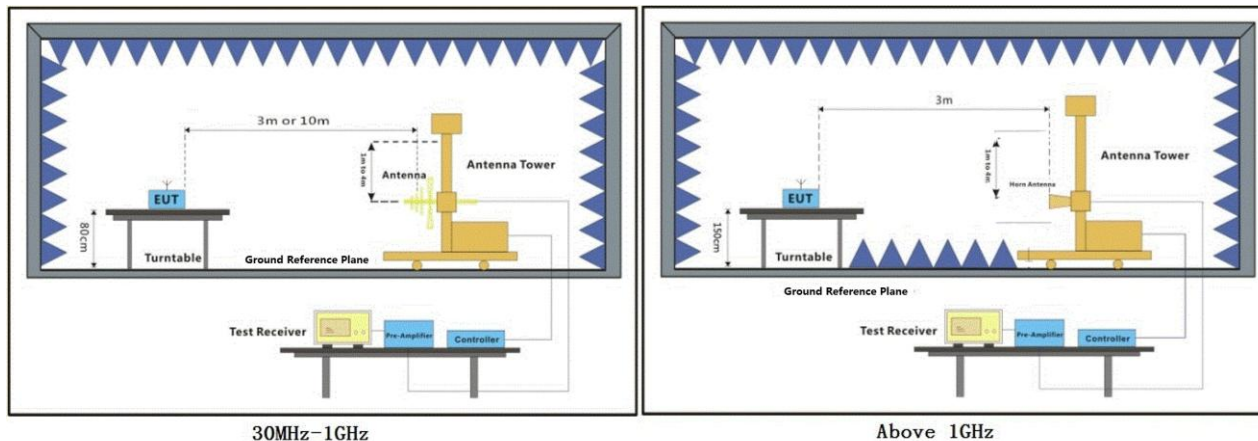 3m or 10m
1m to 4m
Antenna
Antenna Tower
EUT
80cm
Turntable
Ground Reference Plane
Test Receiver
Pre-Amplifier
Controller
30MHz-1GHz
3m
1m to 4m
Horn Antenna
Antenna Tower
EUT
150cm
Turntable
Ground Reference Plane
Test Receiver
Pre-Amplifier
Controller
Above 1GHz